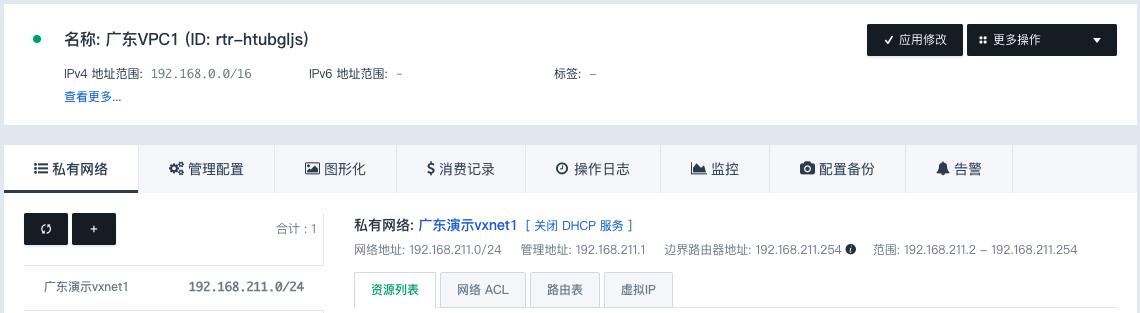 名称: 广东VPC1 (ID: rtr-htubgljs)
应用修改
更多操作
IPv4 地址范围: 192.168.0.0/16 IPv6 地址范围: - 标签: –
查看更多...
私有网络 管理配置 图形化 消费记录 操作日志 监控 配置备份 告警
合计 : 1
广东演示vxnet1 192.168.211.0/24
私有网络: 广东演示vxnet1 [ 关闭 DHCP 服务 ]
网络地址: 192.168.211.0/24 管理地址: 192.168.211.1 边界路由器地址: 192.168.211.254 范围: 192.168.211.2 – 192.168.211.254
资源列表 网络 ACL 路由表 虚拟IP